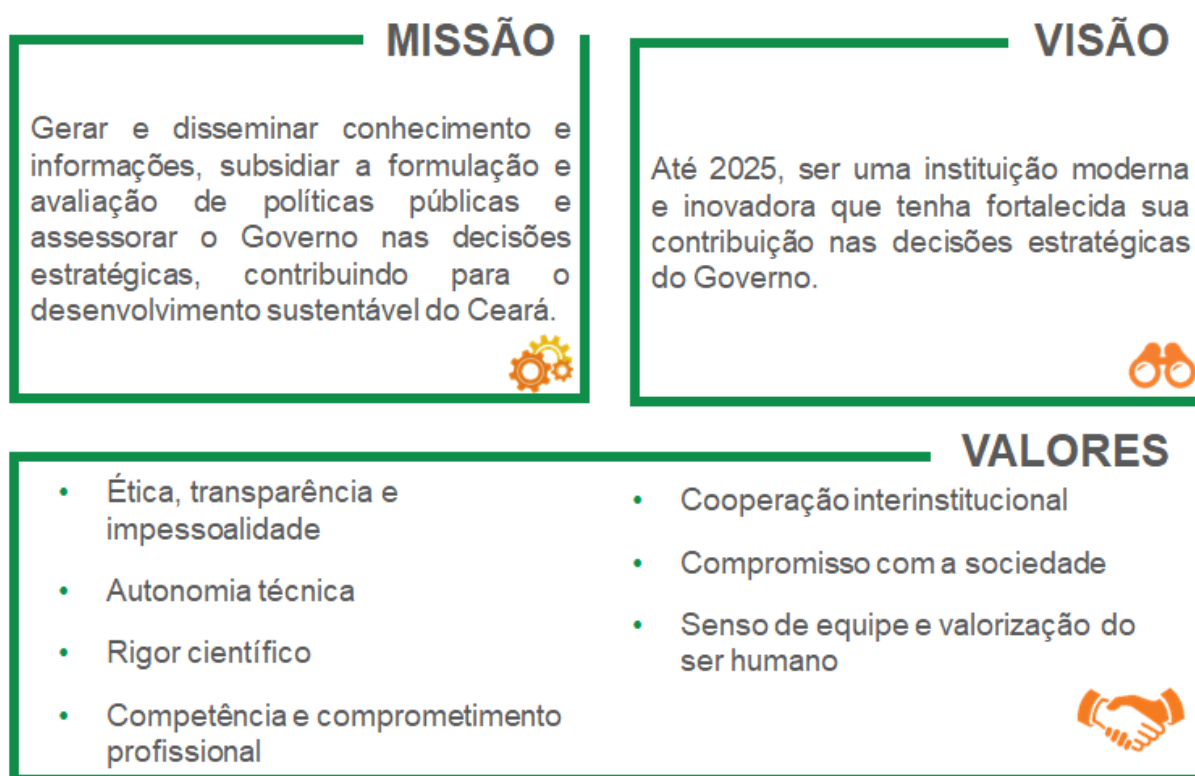 MISSÃO
Gerar e disseminar conhecimento e
informações, subsidiar a formulação e
avaliação de políticas públicas e
assessorar o Governo nas decisões
estratégicas, contribuindo para o
desenvolvimento sustentável do Ceará.
VISÃO
Até 2025, ser uma instituição moderna
e inovadora que tenha fortalecida sua
contribuição nas decisões estratégicas
do Governo.
VALORES
• Ética, transparência e
impessoalidade
• Autonomia técnica
• Rigor científico
• Competência e comprometimento
profissional
• Cooperação interinstitucional
• Compromisso com a sociedade
• Senso de equipe e valorização do
ser humano